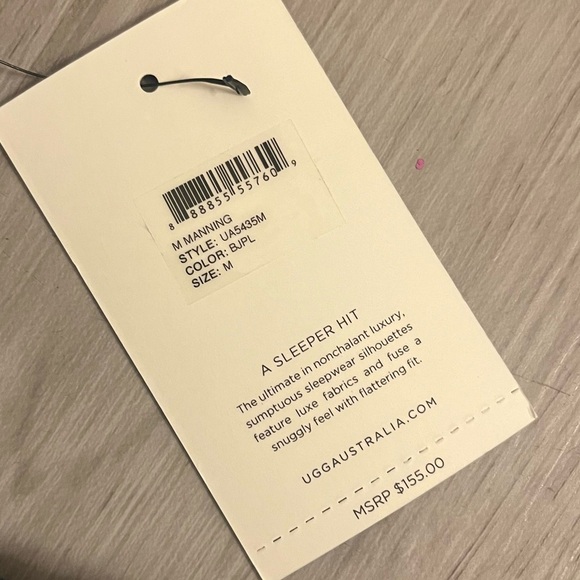 8 88855 55760 9
M MANNING
STYLE: UA5435M
COLOR: BJPL
SIZE: M
A SLEEPER HIT
The ultimate in nonchalant luxury,
sumptuous sleepwear silhouettes
feature luxe fabrics and fuse a
snuggly feel with flattering fit.
UGGAUSTRALIA.COM
MSRP $155.00